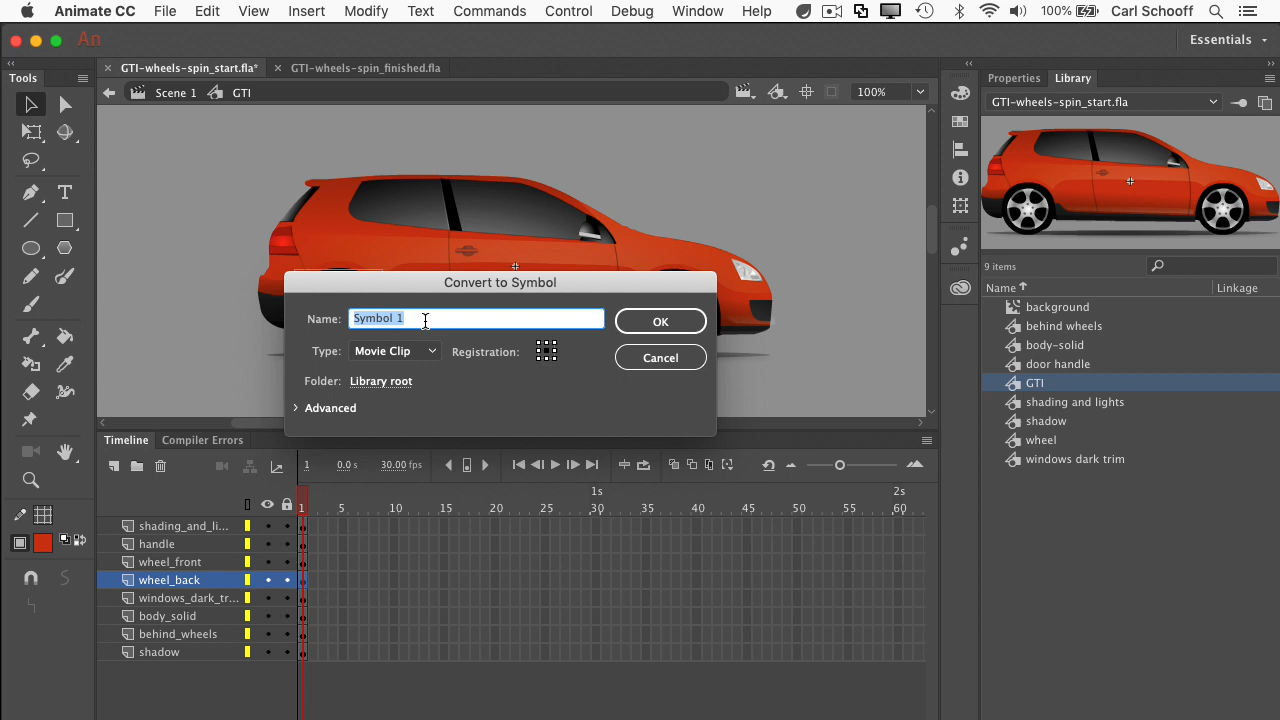 Animate CC File Edit View Insert Modify Text Commands Control Debug Window Help 100% Carl Schooff
An Essentials
Tools
GTI-wheels-spin_start.fla* GTI-wheels-spin_finished.fla
Scene 1 GTI 100%
Properties Library
GTI-wheels-spin_start.fla
9 items
Name Linkage
background
behind wheels
body-solid
door handle
GTI
shading and lights
shadow
wheel
windows dark trim
Convert to Symbol
Name: Symbol 1 OK
Type: Movie Clip Registration: Cancel
Folder: Library root
Advanced
Timeline Compiler Errors
1 0.0 s 30.00 fps
1s 2s
1 5 10 15 20 25 30 35 40 45 50 55 60
shading_and_li...
handle
wheel_front
wheel_back
windows_dark_tr...
body_solid
behind_wheels
shadow